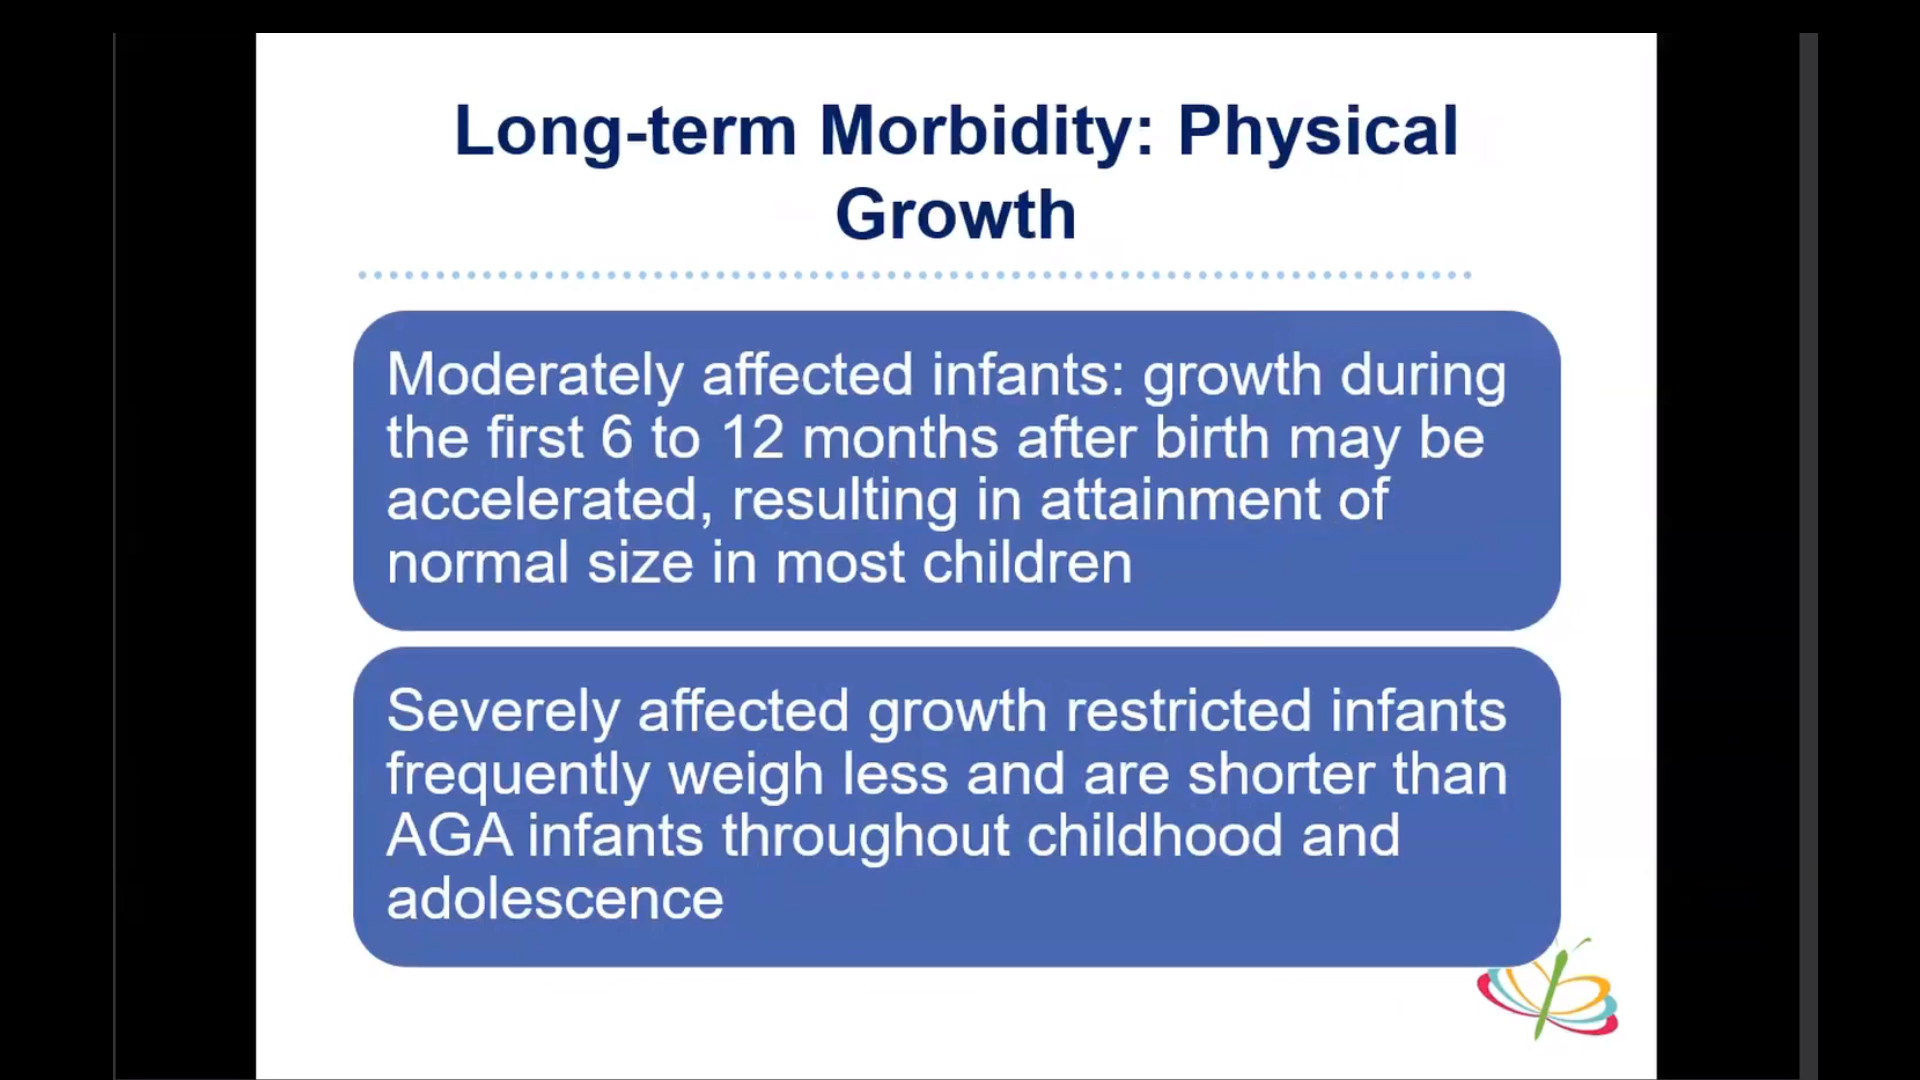 Long-term Morbidity: Physical
Growth
Moderately affected infants: growth during
the first 6 to 12 months after birth may be
accelerated, resulting in attainment of
normal size in most children
Severely affected growth restricted infants
frequently weigh less and are shorter than
AGA infants throughout childhood and
adolescence